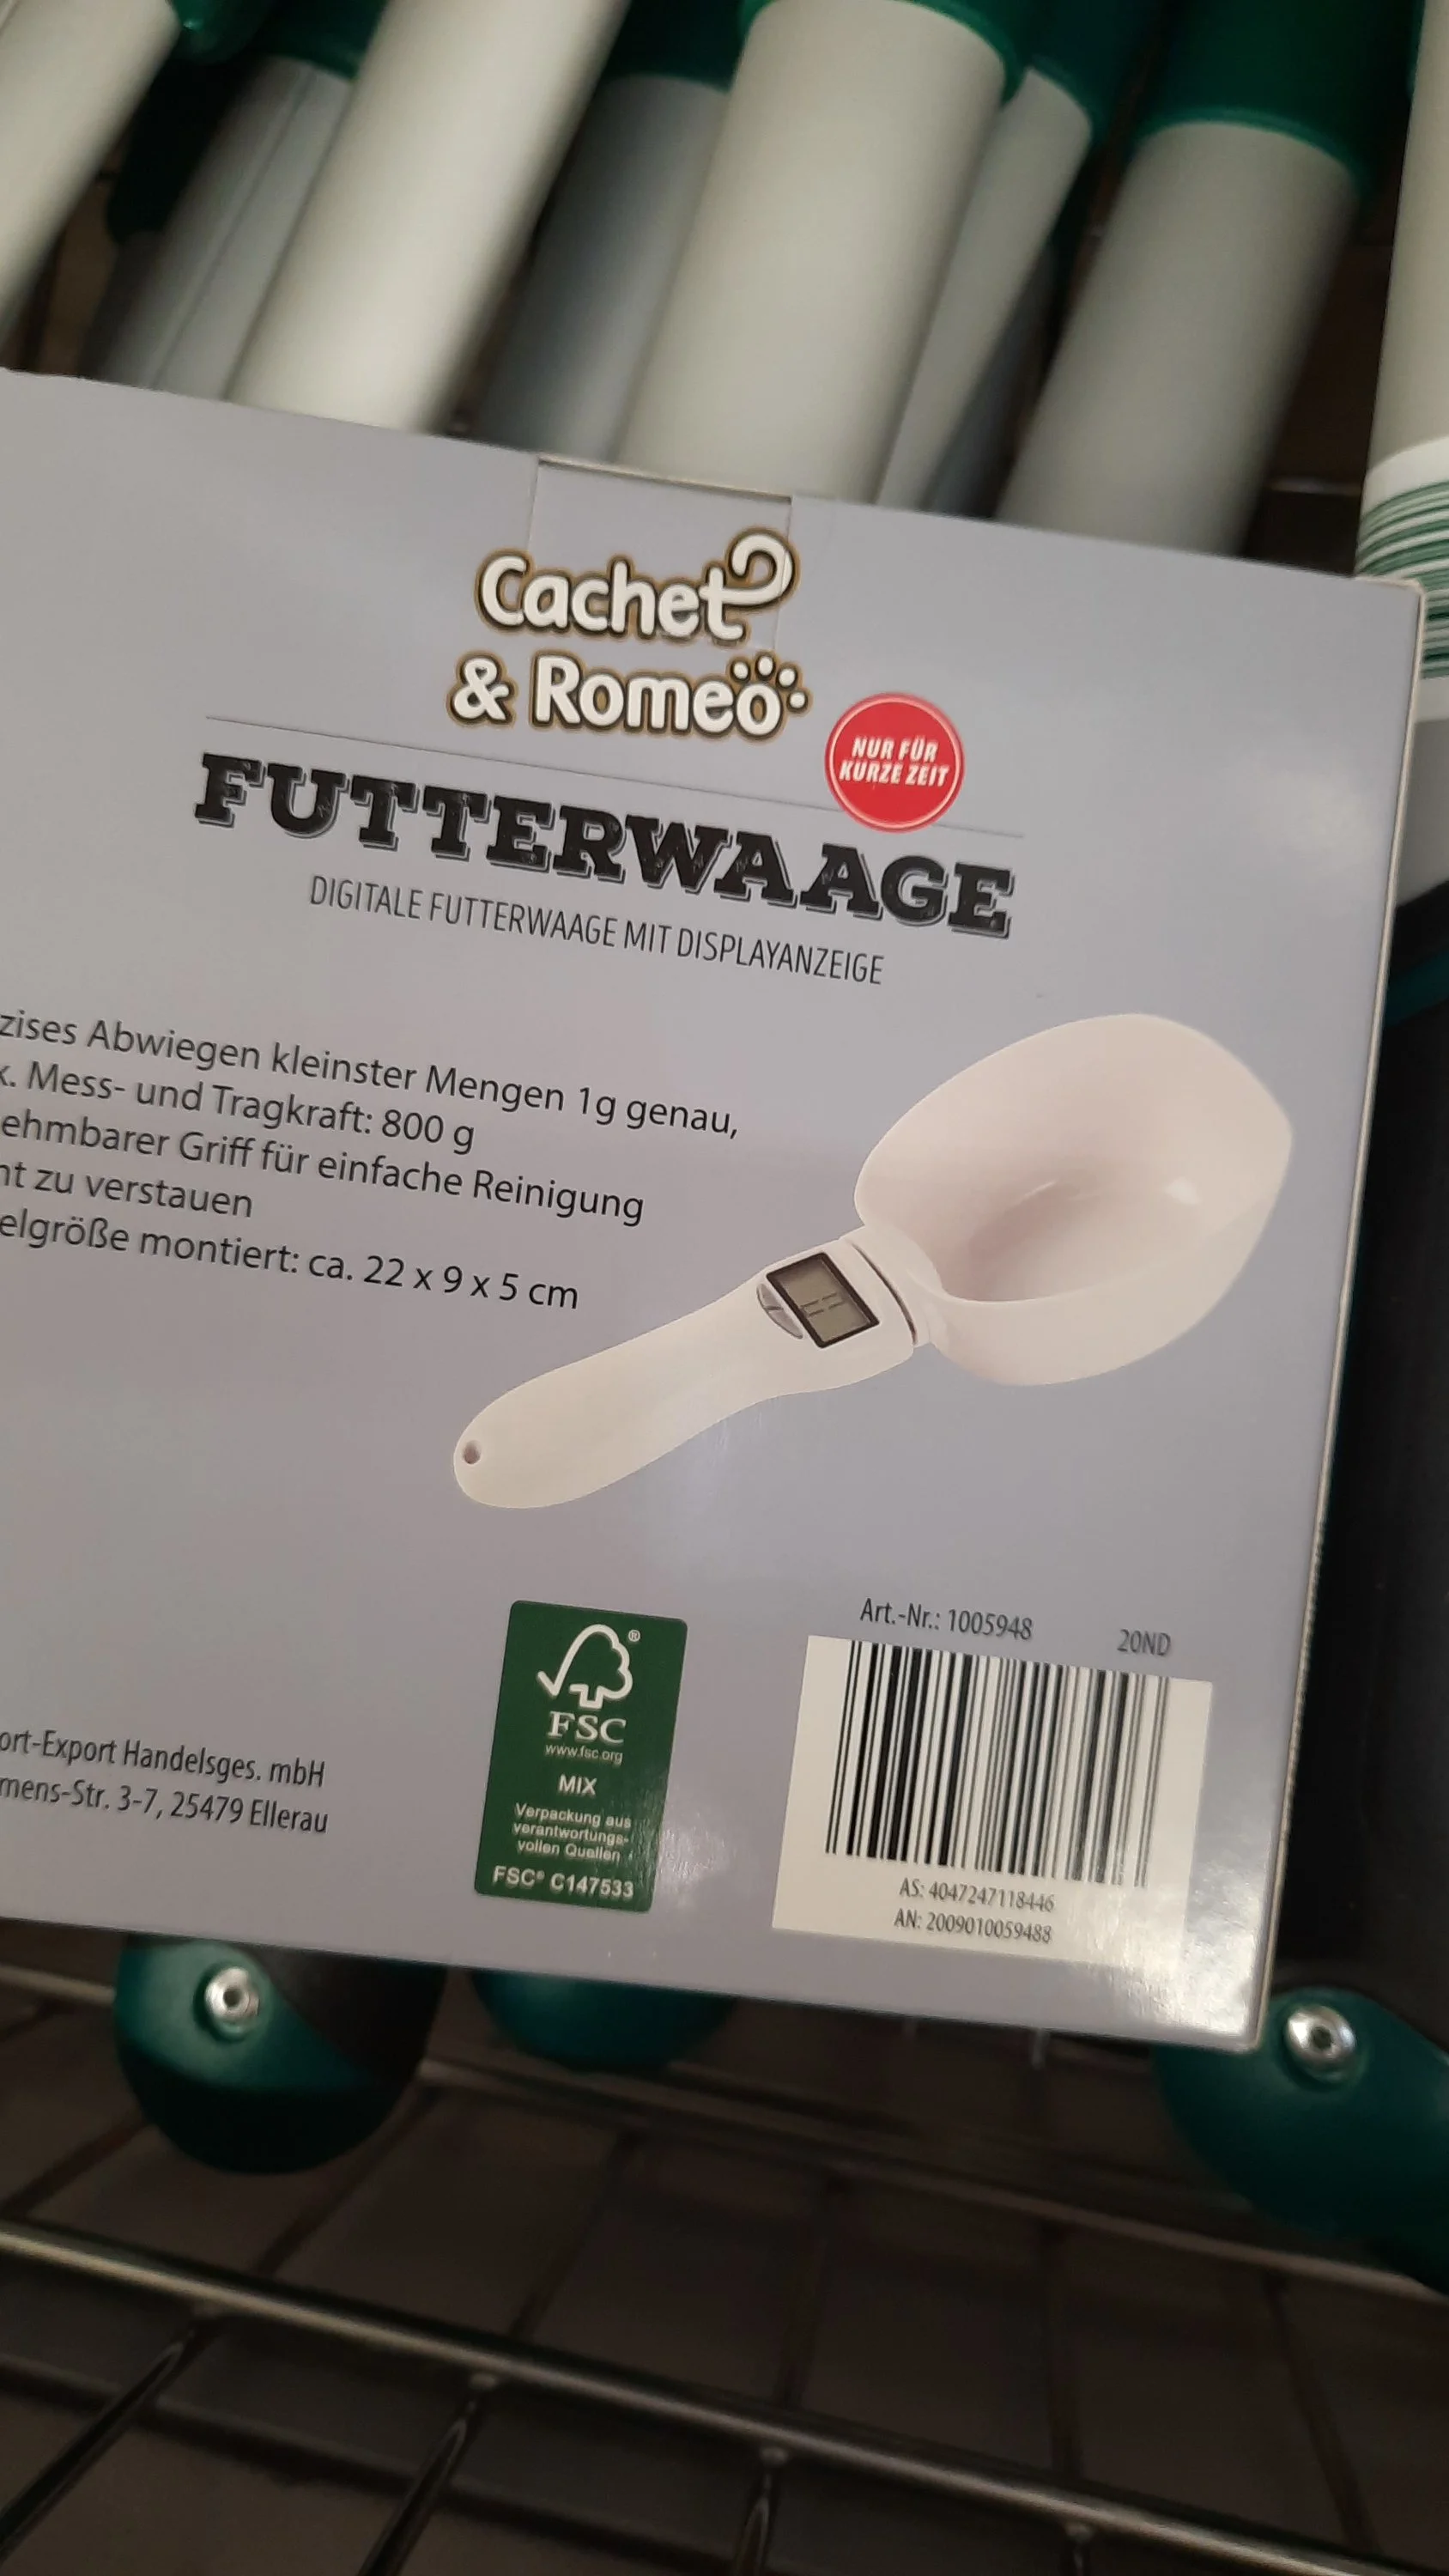 Cachet
& Romeo
NUR FÜR
KURZE ZEIT
FUTTERWAAGE
DIGITALE FUTTERWAAGE MIT DISPLAYANZEIGE
zises Abwiegen kleinster Mengen 1g genau,
. Mess- und Tragkraft: 800 g
ehmbarer Griff für einfache Reinigung
ht zu verstauen
elgröße montiert: ca. 22 x 9 x 5 cm
Art.-Nr.: 1005948 20ND
FSC®
www.fsc.org
MIX
Verpackung aus
verantwortungs-
vollen Quellen
FSC® C147533
ort-Export Handelsges. mbH
mens-Str. 3-7, 25479 Ellerau
AS: 4047247118446
AN: 2009010059488